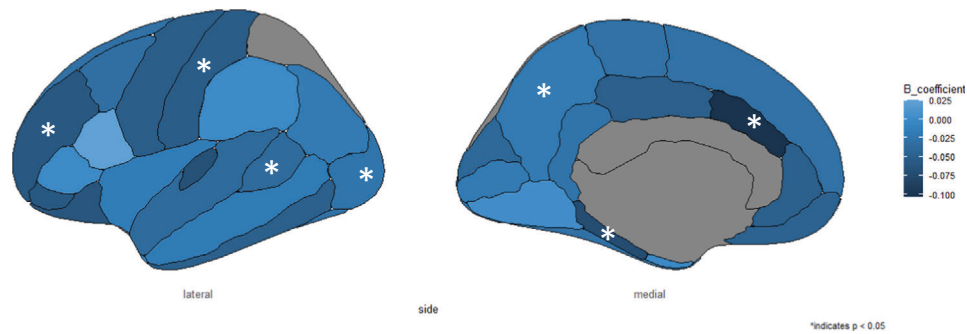 *
*
*
*
*
*
*
B_coefficient
0.025
0.000
-0.025
-0.050
-0.075
-0.100
lateral
medial
side
*indicates p < 0.05